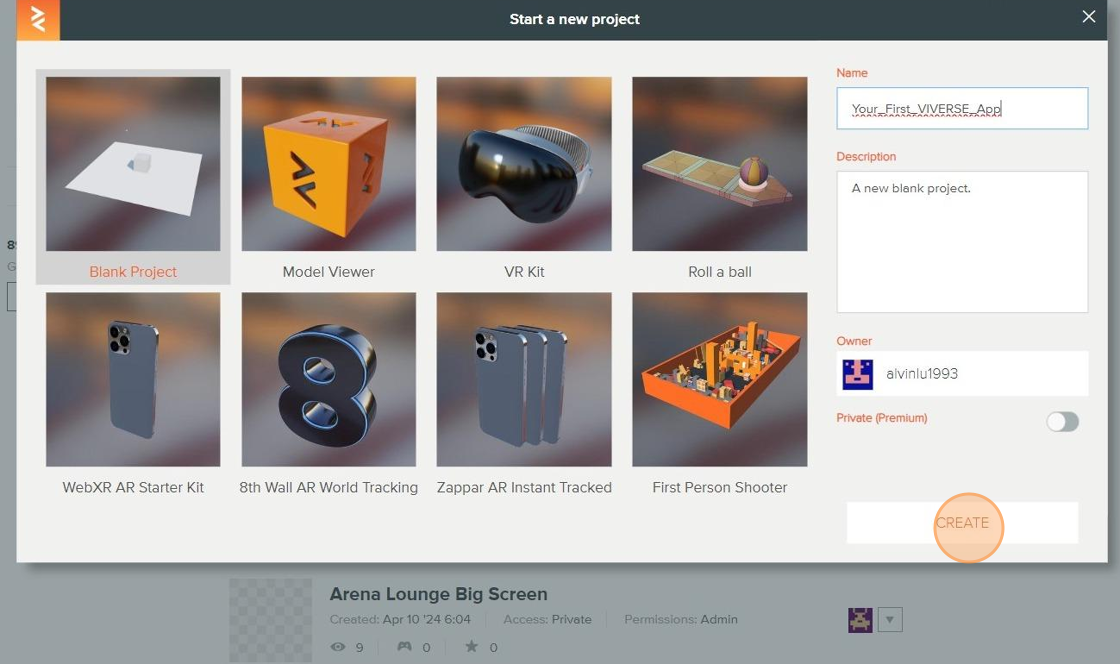 Start a new project
Name
Your_First_VIVERSE_App
Description
A new blank project.
Blank Project
Model Viewer
VR Kit
Roll a ball
Owner
alvinlu1993
Private (Premium)
WebXR AR Starter Kit
8th Wall AR World Tracking
Zappar AR Instant Tracked
First Person Shooter
CREATE
Arena Lounge Big Screen
Created: Apr 10 '24 6:04 Access: Private Permissions: Admin
9 0 0